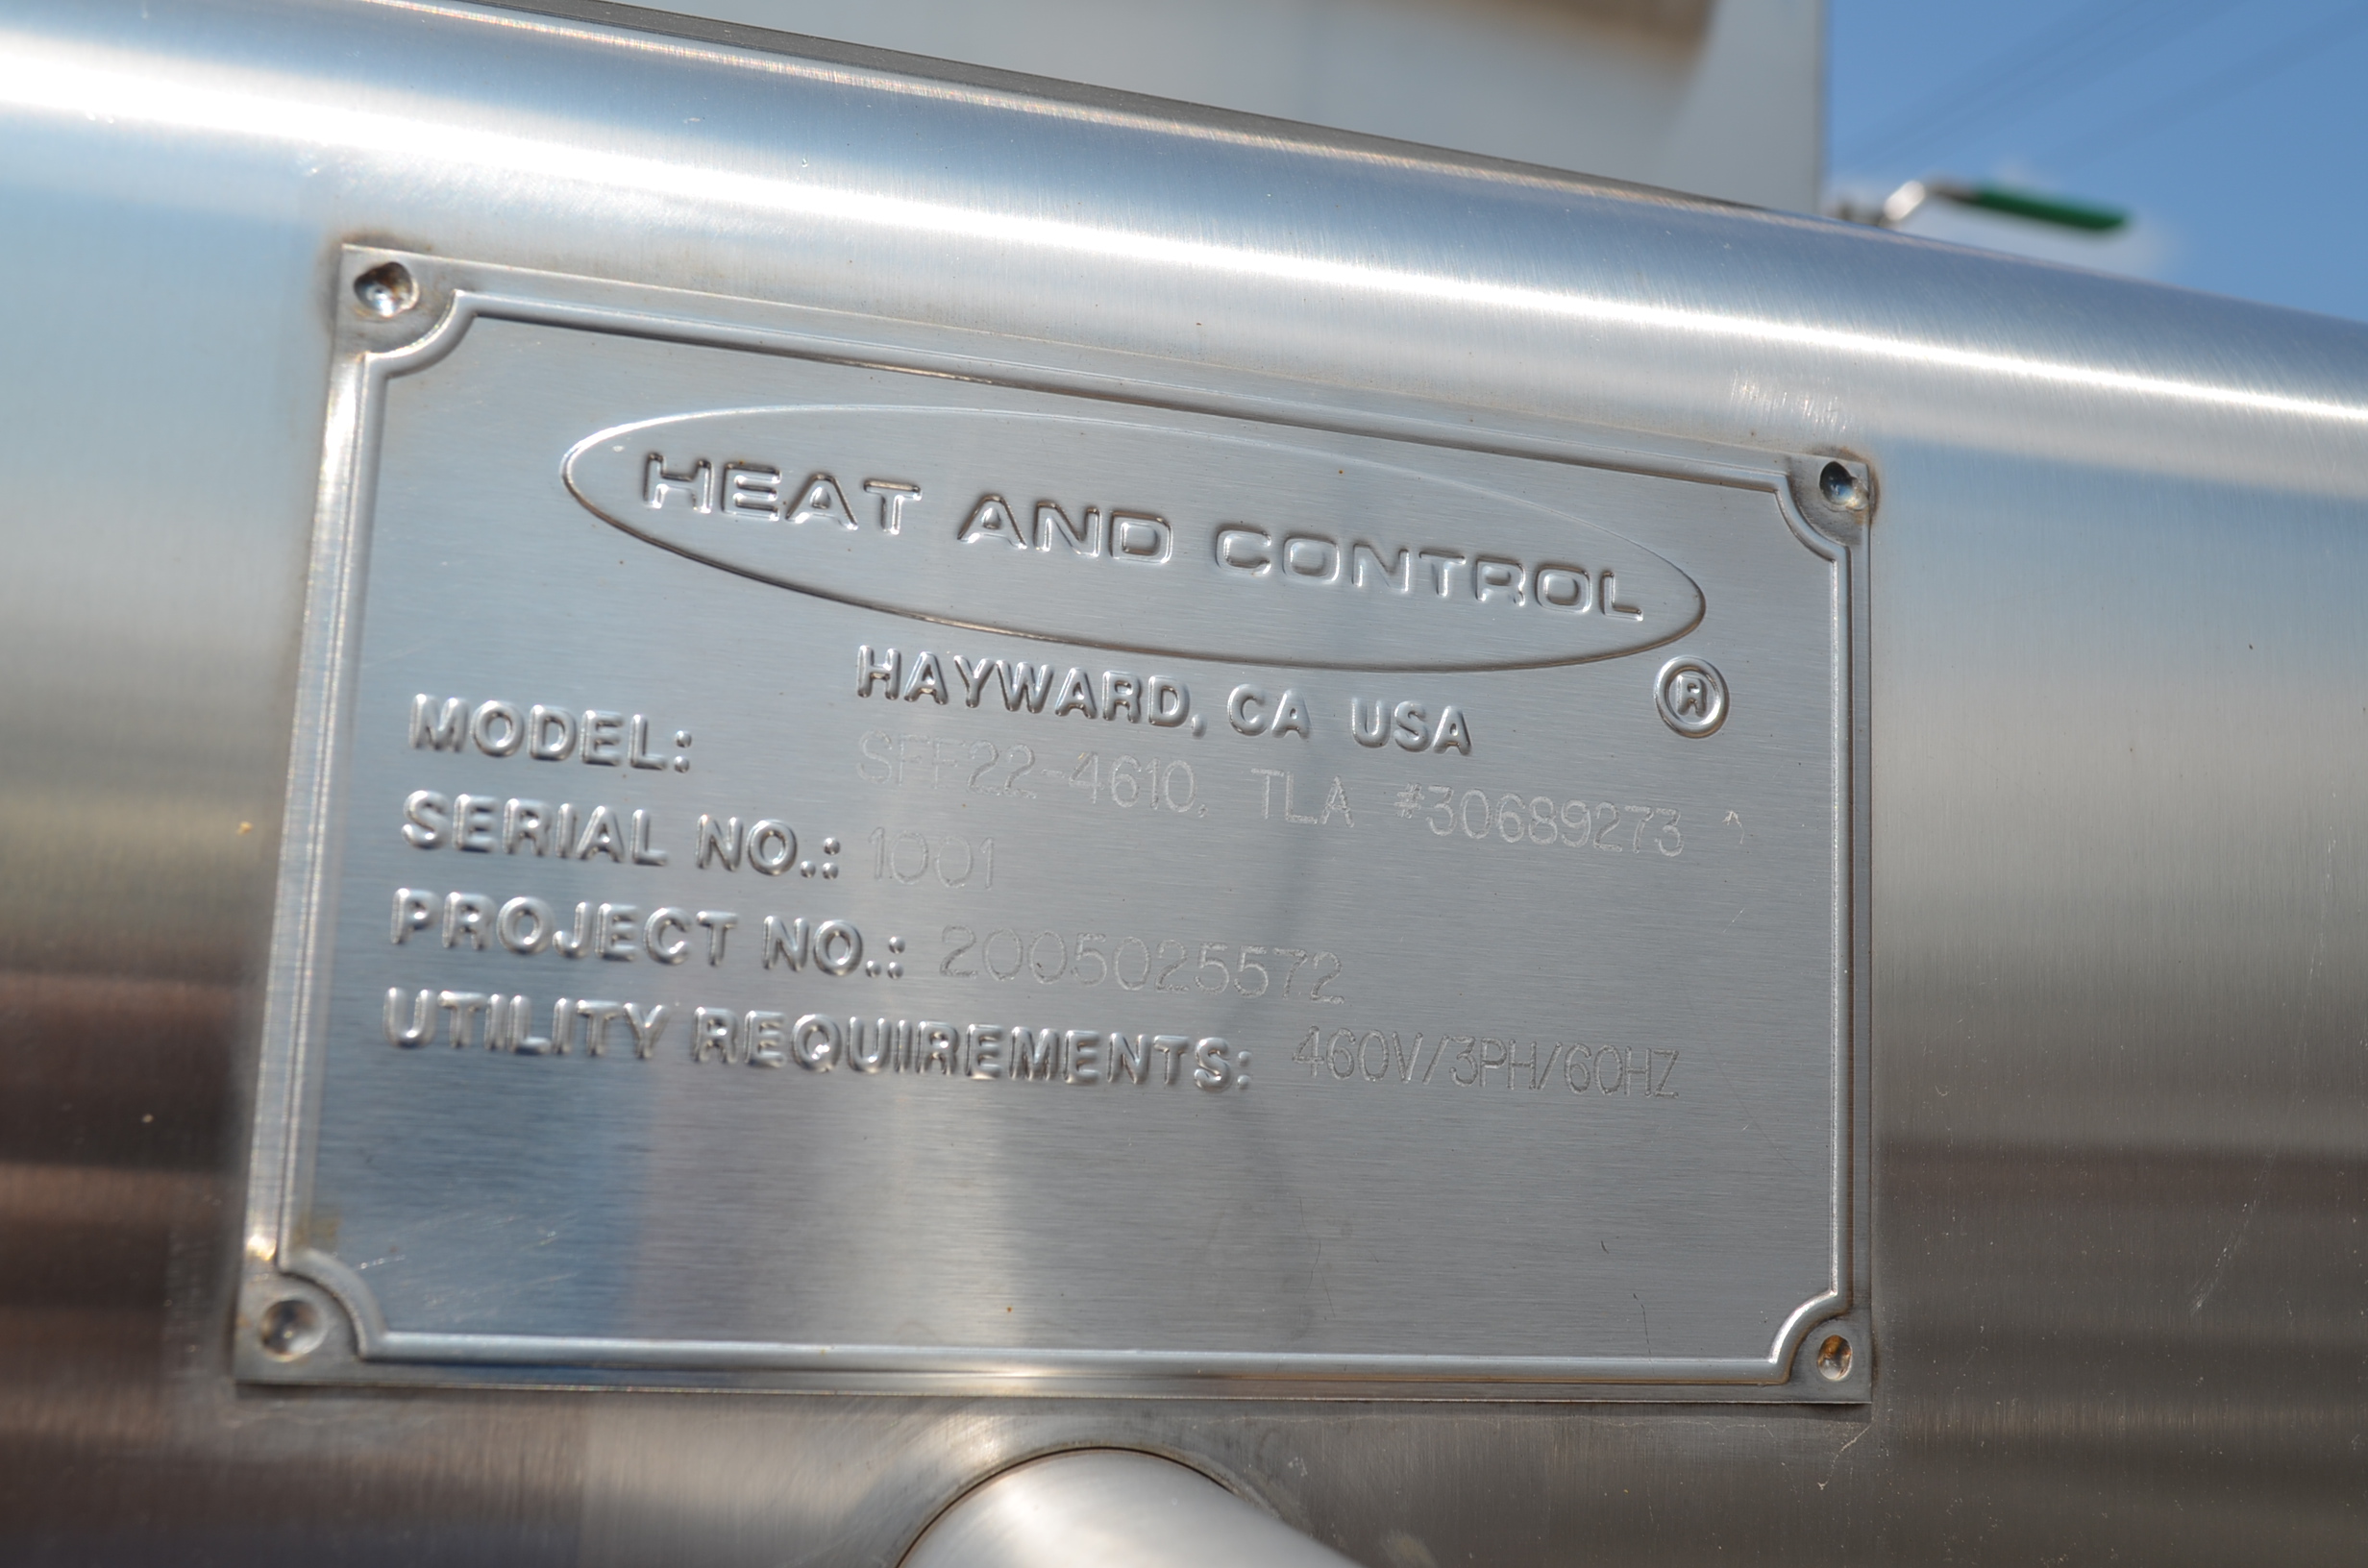 HEAT AND CONTROL
®
HAYWARD, CA USA
MODEL: SFF22-4610, TLA #30689273
SERIAL NO.: 1001
PROJECT NO.: 2005025572
UTILITY REQUIREMENTS: 460V/3PH/60HZ